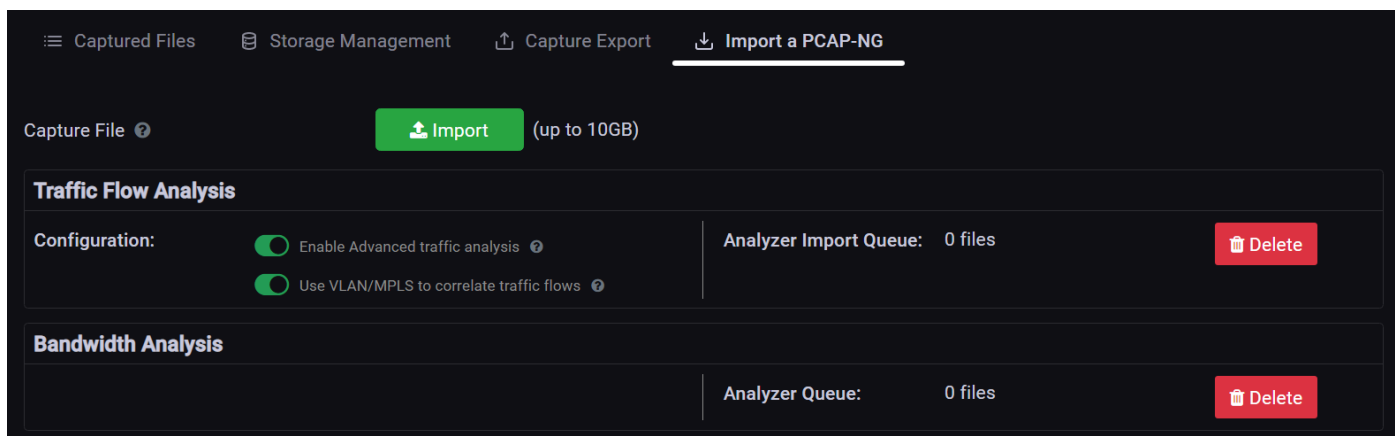 Captured Files Storage Management Capture Export Import a PCAP-NG
Capture File Import (up to 10GB)
Traffic Flow Analysis
Configuration: Enable Advanced traffic analysis Analyzer Import Queue: 0 files Delete
Use VLAN/MPLS to correlate traffic flows
Bandwidth Analysis
Analyzer Queue: 0 files Delete